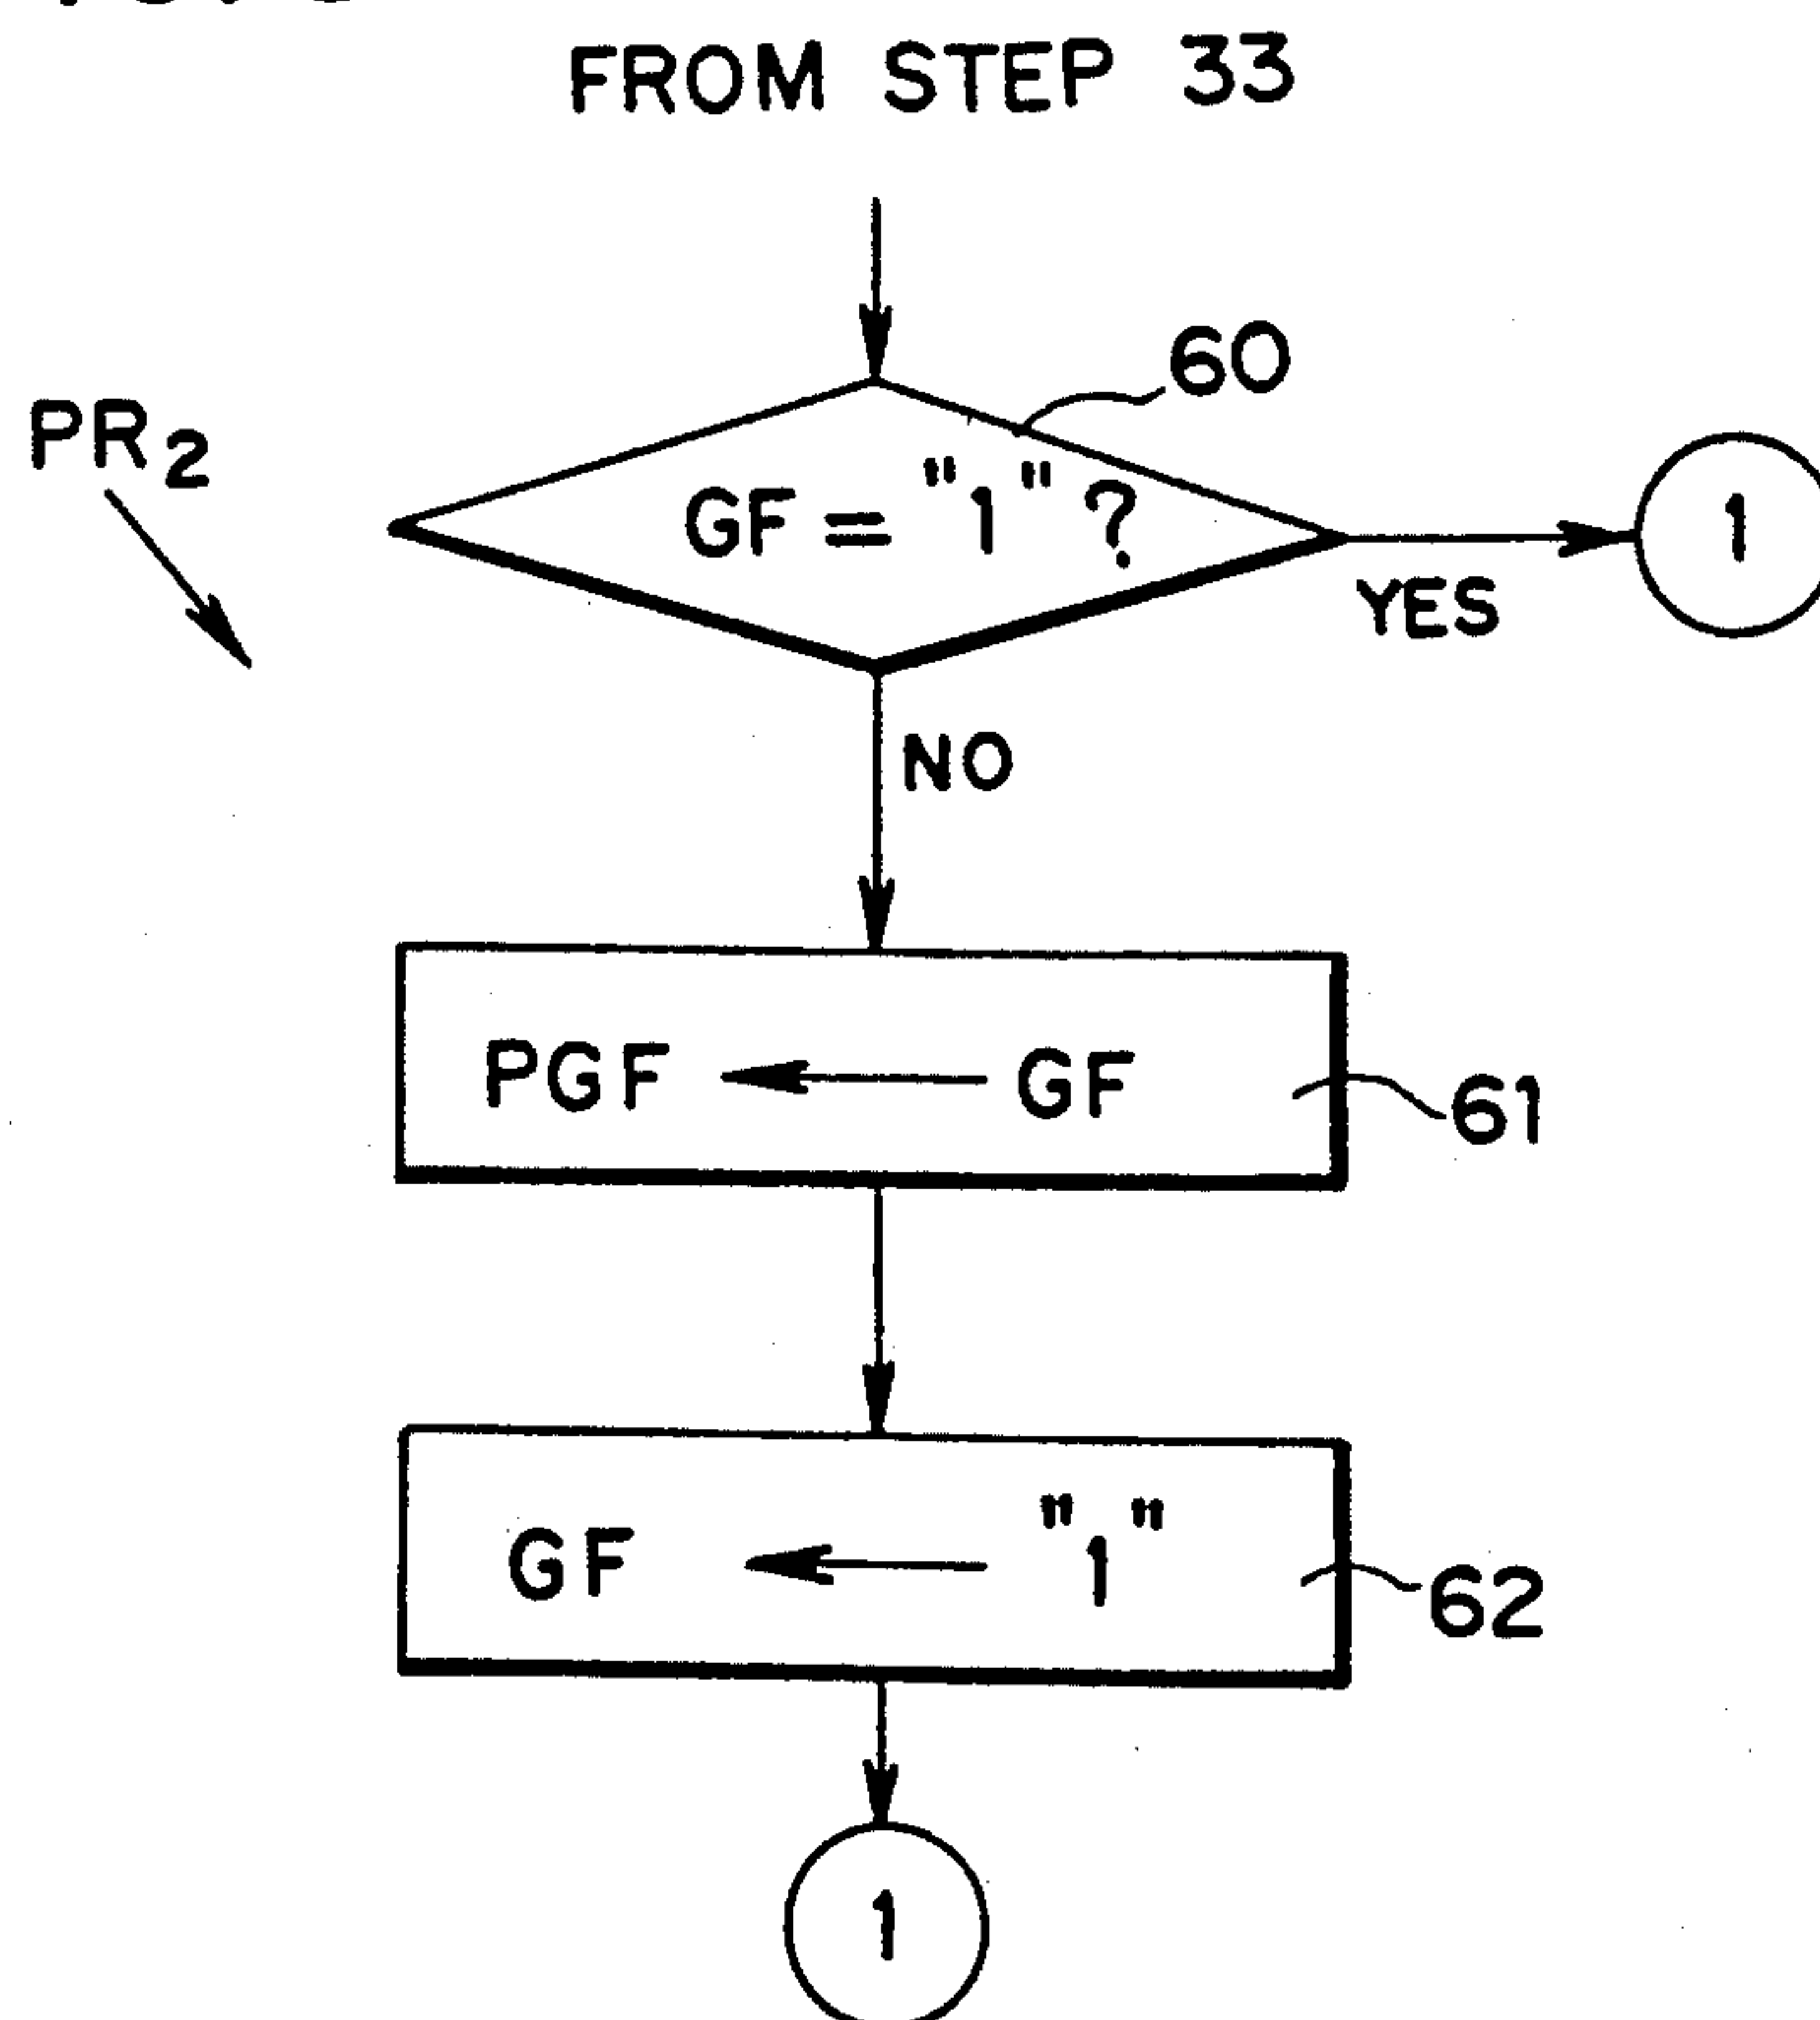 FROM STEP 33
60
PR2
GF = "1" ?
1
YES
NO
PGF ← GF
61
GF ← "1"
62
1